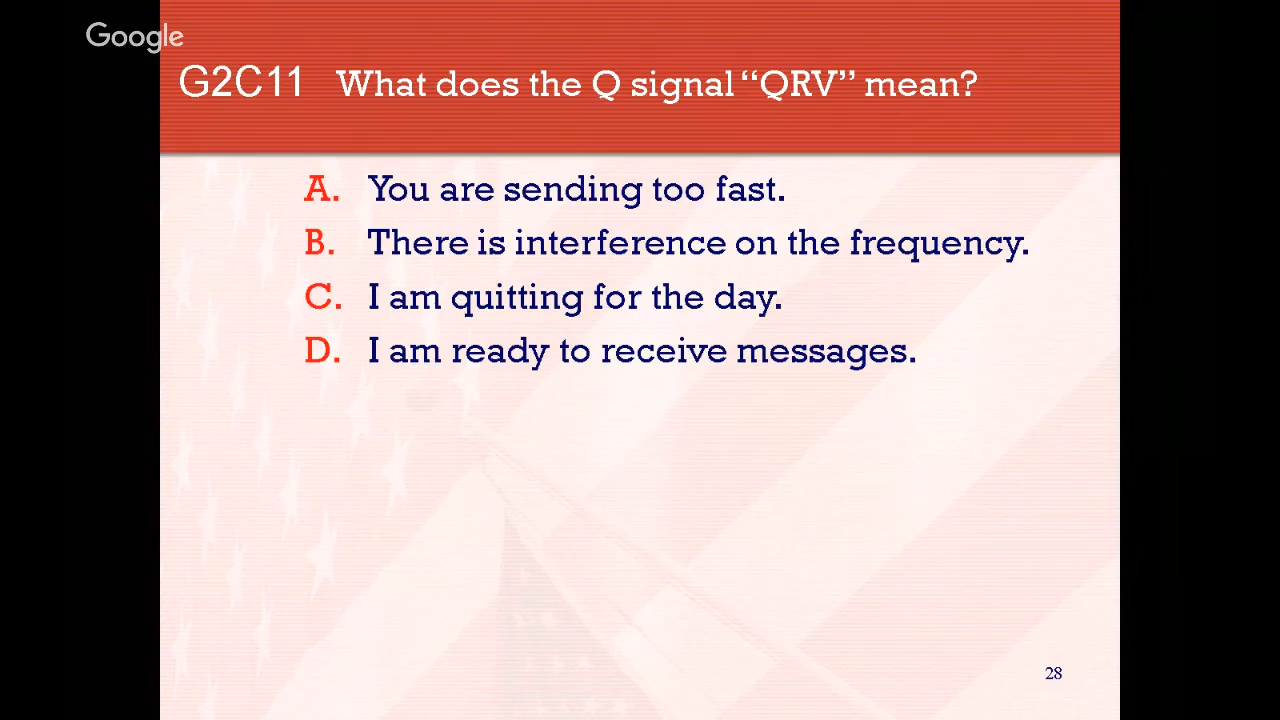 Google
G2C11 What does the Q signal “QRV” mean?
A. You are sending too fast.
B. There is interference on the frequency.
C. I am quitting for the day.
D. I am ready to receive messages.
28